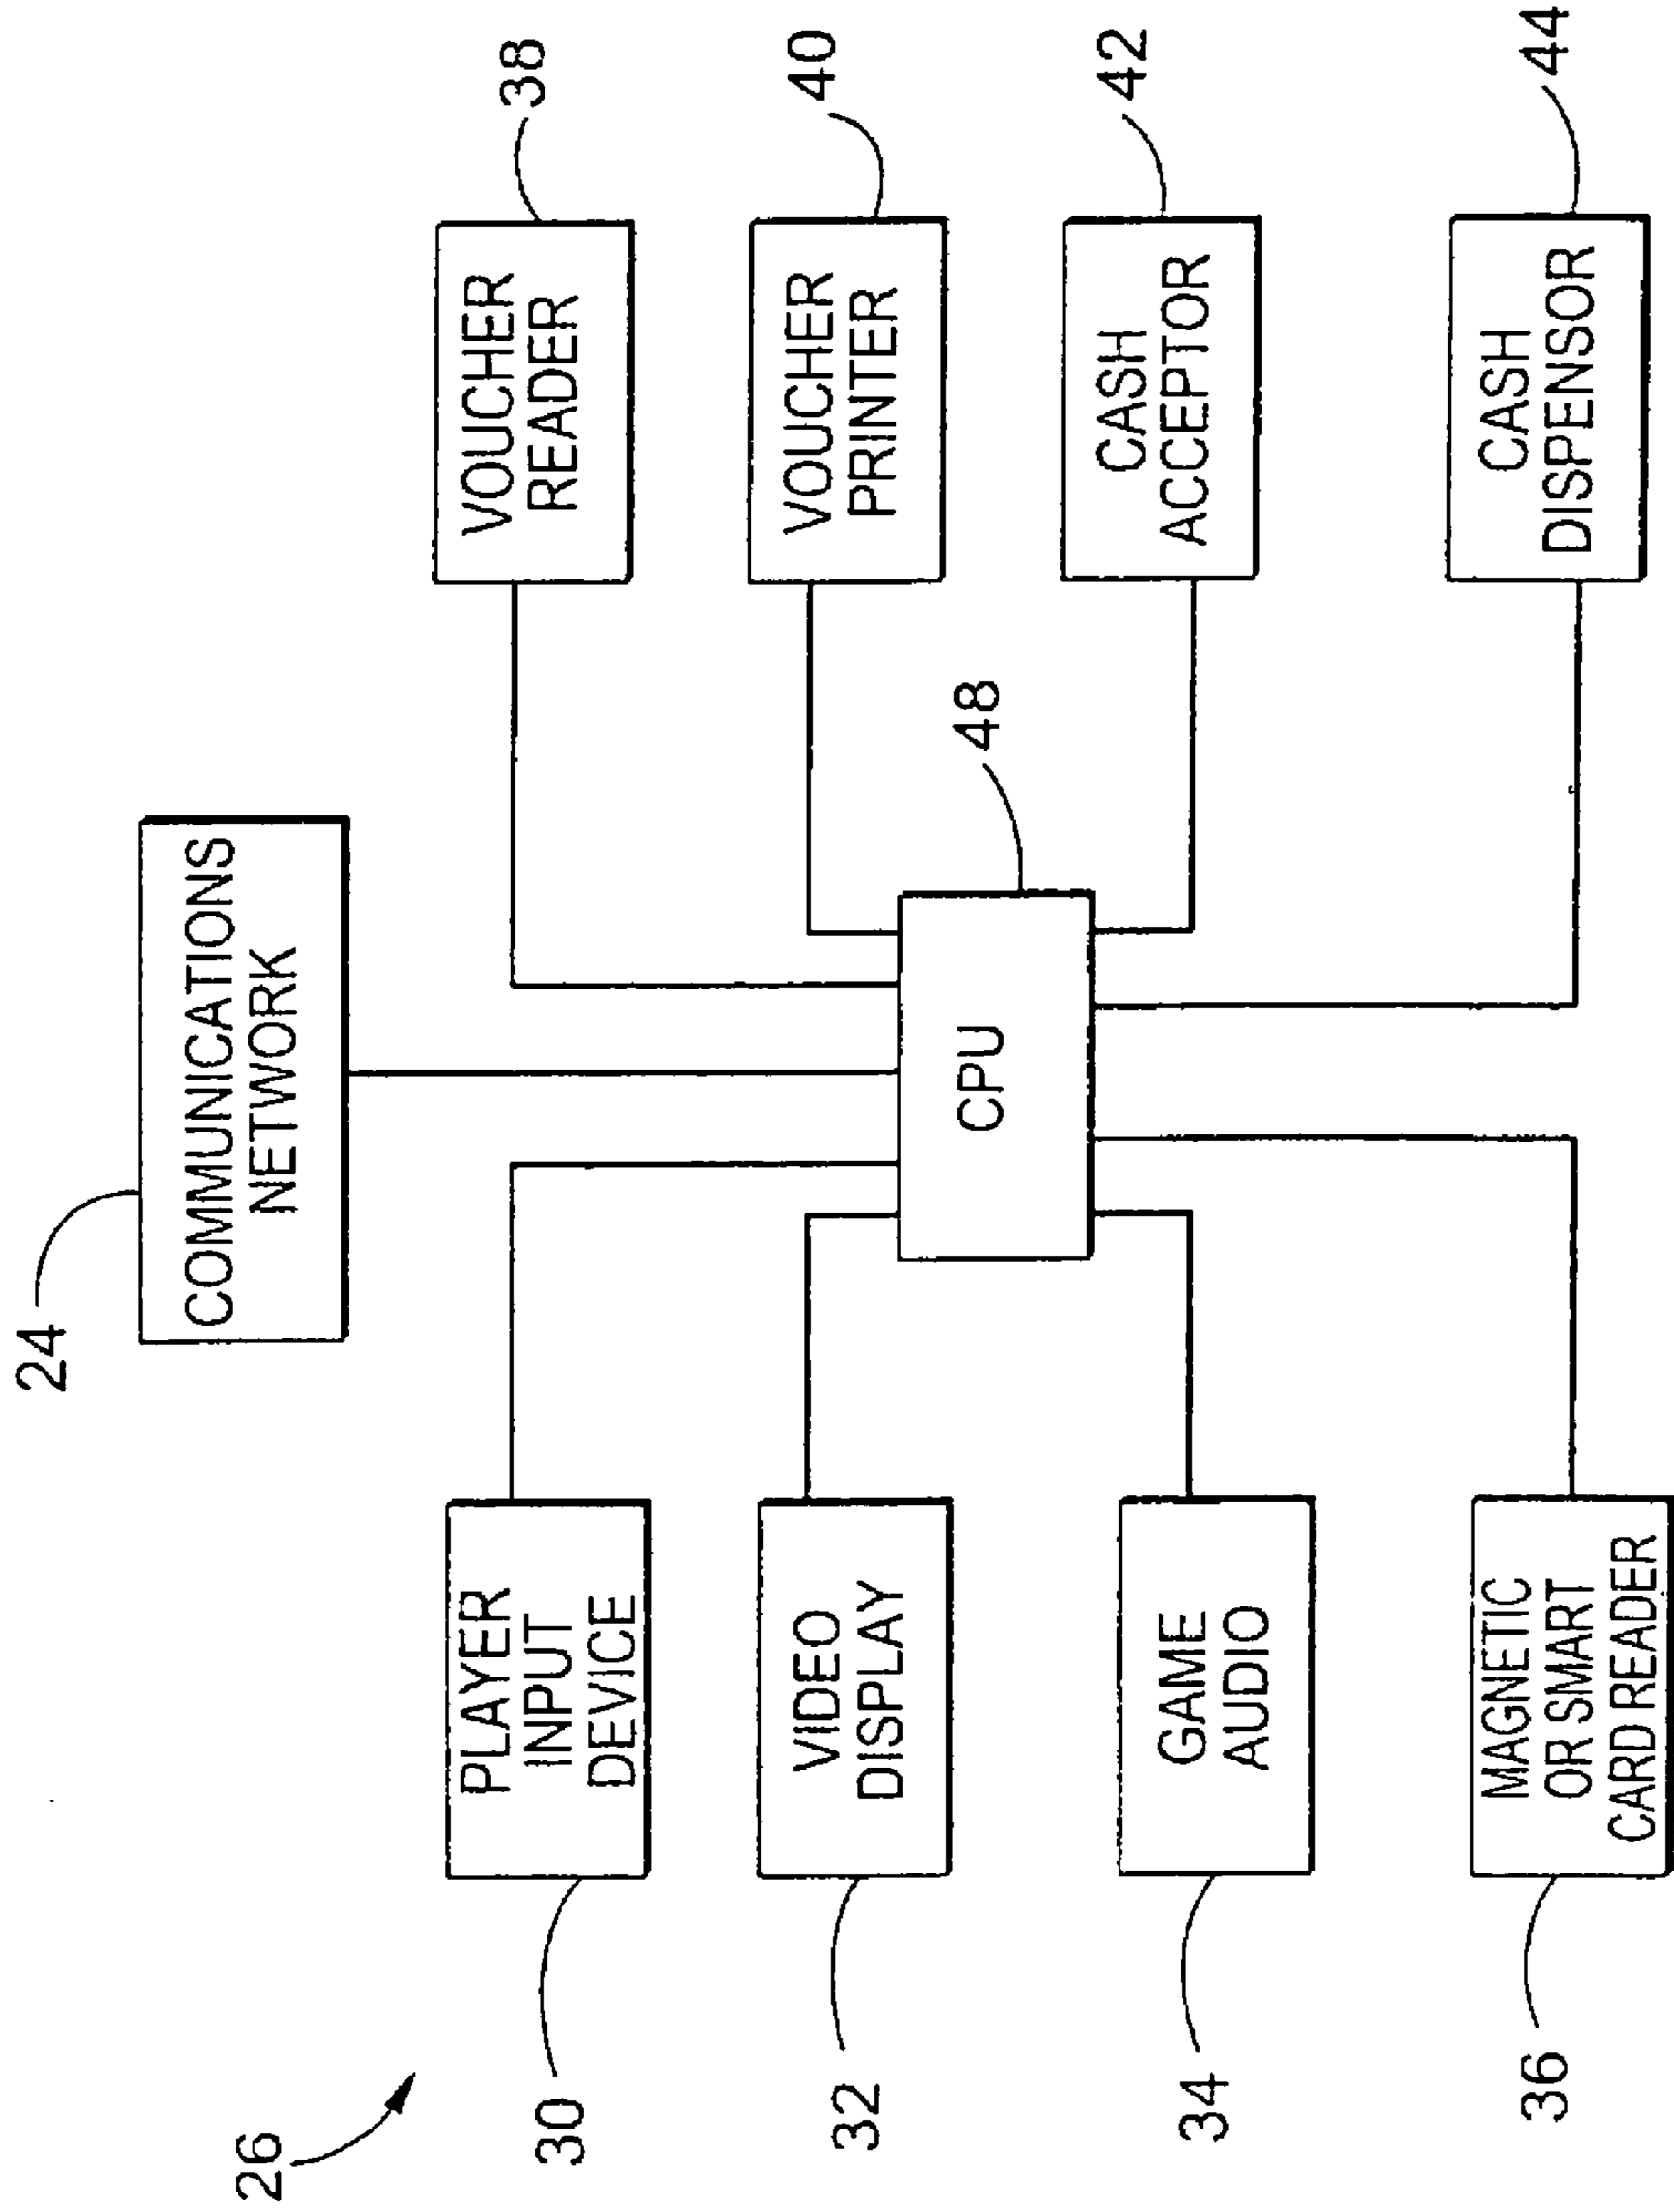 24
COMMUNICATIONS
NETWORK
26
30
PLAYER
INPUT
DEVICE
VOUCHER
READER
38
32
VIDEO
DISPLAY
VOUCHER
PRINTER
40
CPU
48
34
GAME
AUDIO
CASH
ACCEPTOR
42
36
MAGNETIC
OR SMART
CARD READER
CASH
DISPENSOR
44